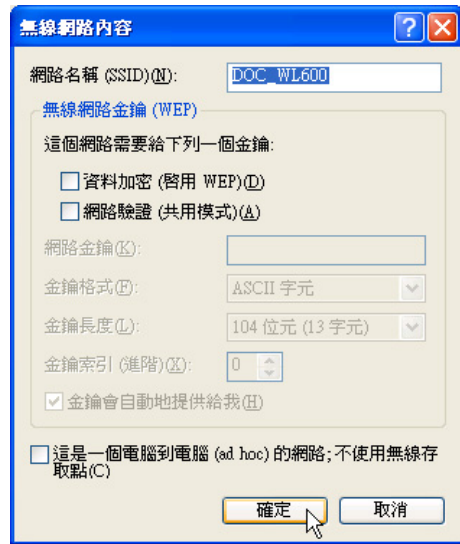 無線網路內容
網路名稱 (SSID)(N):
DOC_WL600
無線網路金鑰 (WEP)
這個網路需要給下列一個金鑰:
資料加密 (啓用 WEP)(D)
網路驗證 (共用模式)(A)
網路金鑰(K):
金鑰格式(F):
ASCII 字元
金鑰長度(L):
104 位元 (13 字元)
金鑰索引 (進階)(X):
0
金鑰會自動地提供給我(H)
這是一個電腦到電腦 (ad hoc) 的網路;不使用無線存
取點(C)
確定
取消